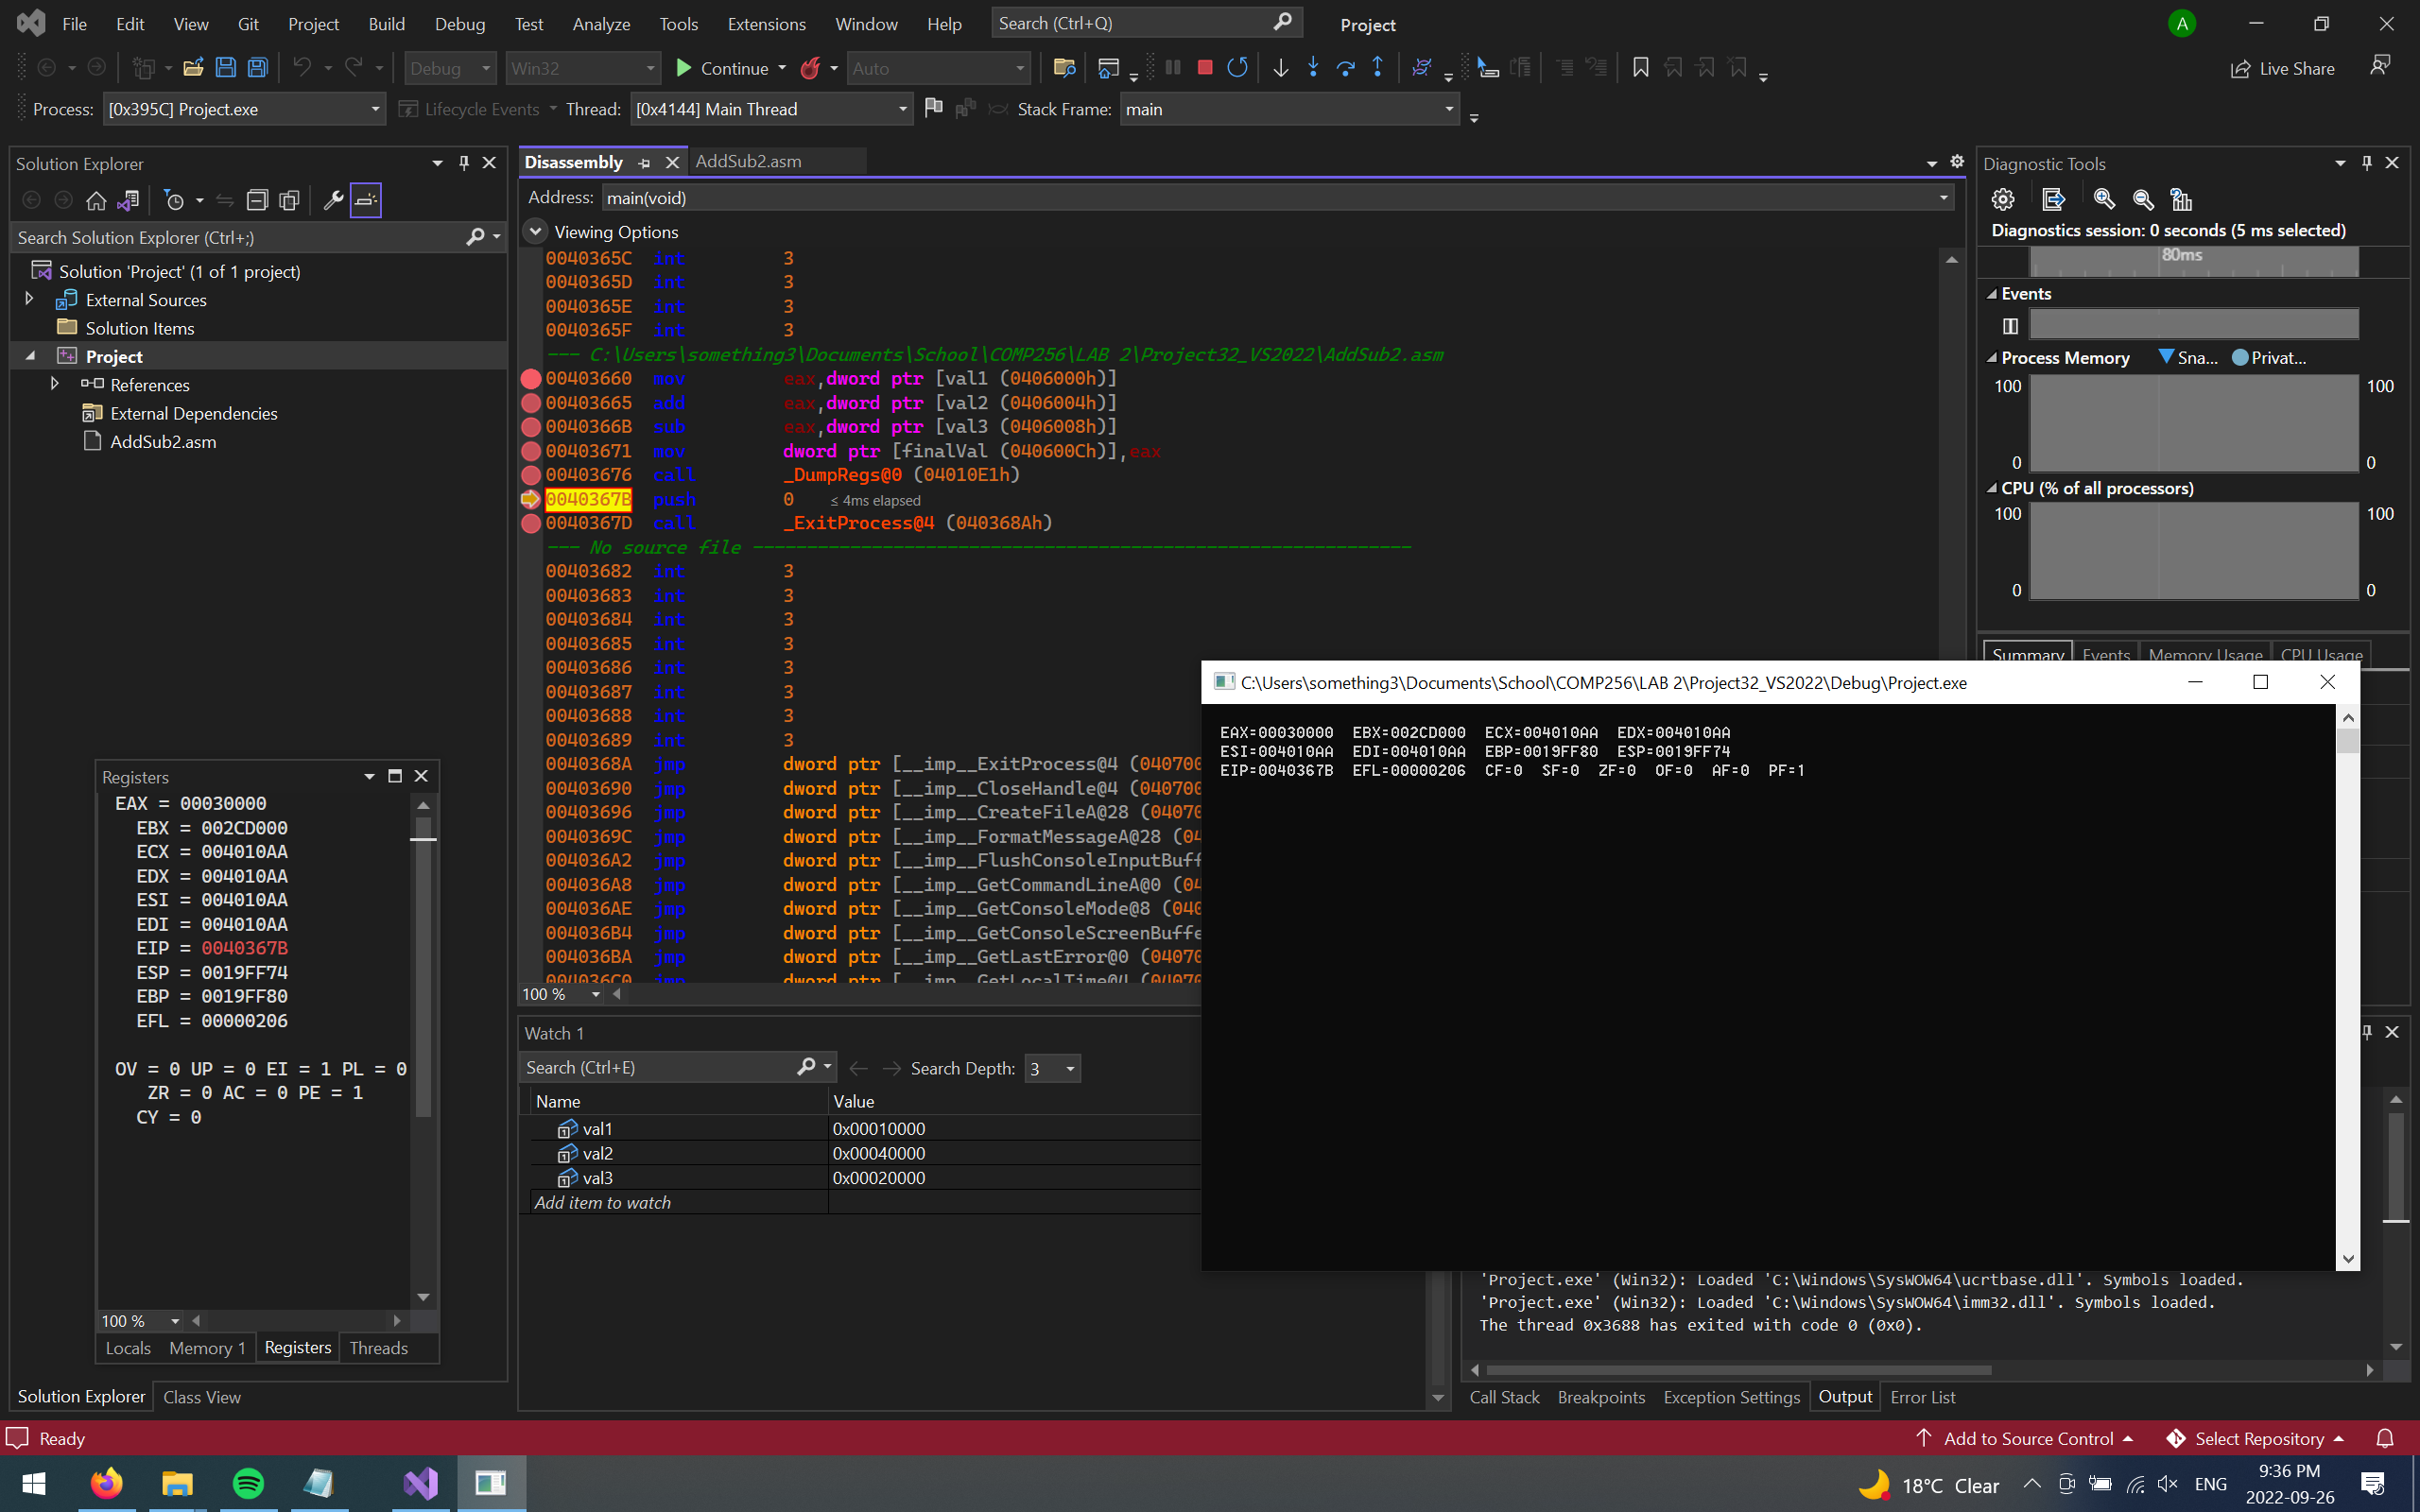 File Edit View Git Project Build Debug Test Analyze Tools Extensions Window Help Search (Ctrl+Q) Project A
Debug Win32 Continue Auto Live Share
Process: [0x395C] Project.exe Lifecycle Events Thread: [0x4144] Main Thread Stack Frame: main
Solution Explorer
Search Solution Explorer (Ctrl+;)
Solution 'Project' (1 of 1 project)
External Sources
Solution Items
Project
References
External Dependencies
AddSub2.asm
Registers
EAX = 00030000
EBX = 002CD000
ECX = 004010AA
EDX = 004010AA
ESI = 004010AA
EDI = 004010AA
EIP = 0040367B
ESP = 0019FF74
EBP = 0019FF80
EFL = 00000206
OV = 0 UP = 0 EI = 1 PL = 0
ZR = 0 AC = 0 PE = 1
CY = 0
100 %
Locals Memory 1 Registers Threads
Solution Explorer Class View
Disassembly AddSub2.asm
Address: main(void)
Viewing Options
0040365C int 3
0040365D int 3
0040365E int 3
0040365F int 3
--- C:\Users\something3\Documents\School\COMP256\LAB 2\Project32_VS2022\AddSub2.asm
00403660 mov eax,dword ptr [val1 (0406000h)]
00403665 add eax,dword ptr [val2 (0406004h)]
0040366B sub eax,dword ptr [val3 (0406008h)]
00403671 mov dword ptr [finalVal (040600Ch)],eax
00403676 call _DumpRegs@0 (04010E1h)
0040367B push 0 ≤ 4ms elapsed
0040367D call _ExitProcess@4 (040368Ah)
--- No source file -------------------------------------------------------------
00403682 int 3
00403683 int 3
00403684 int 3
00403685 int 3
00403686 int 3
00403687 int 3
00403688 int 3
00403689 int 3
0040368A jmp dword ptr [__imp__ExitProcess@4 (040700
00403690 jmp dword ptr [__imp__CloseHandle@4 (040700
00403696 jmp dword ptr [__imp__CreateFileA@28 (04070
0040369C jmp dword ptr [__imp__FormatMessageA@28 (04
004036A2 jmp dword ptr [__imp__FlushConsoleInputBuff
004036A8 jmp dword ptr [__imp__GetCommandLineA@0 (04
004036AE jmp dword ptr [__imp__GetConsoleMode@8 (040
004036B4 jmp dword ptr [__imp__GetConsoleScreenBuffe
004036BA jmp dword ptr [__imp__GetLastError@0 (04070
004036C0 jmp dword ptr [__imp__GetLocalTime@4 (04070
100 %
Watch 1
Search (Ctrl+E) Search Depth: 3
Name Value
val1 0x00010000
val2 0x00040000
val3 0x00020000
Add item to watch
Diagnostic Tools
Diagnostics session: 0 seconds (5 ms selected)
80ms
Events
Process Memory Sna... Privat...
100 100
0 0
CPU (% of all processors)
100 100
0 0
Summary Events Memory Usage CPU Usage
C:\Users\something3\Documents\School\COMP256\LAB 2\Project32_VS2022\Debug\Project.exe
EAX=00030000 EBX=002CD000 ECX=004010AA EDX=004010AA
ESI=004010AA EDI=004010AA EBP=0019FF80 ESP=0019FF74
EIP=0040367B EFL=00000206 CF=0 SF=0 ZF=0 OF=0 AF=0 PF=1
'Project.exe' (Win32): Loaded 'C:\Windows\SysWOW64\ucrtbase.dll'. Symbols loaded.
'Project.exe' (Win32): Loaded 'C:\Windows\SysWOW64\imm32.dll'. Symbols loaded.
The thread 0x3688 has exited with code 0 (0x0).
Call Stack Breakpoints Exception Settings Output Error List
Ready Add to Source Control Select Repository
18°C Clear ENG 9:36 PM
2022-09-26